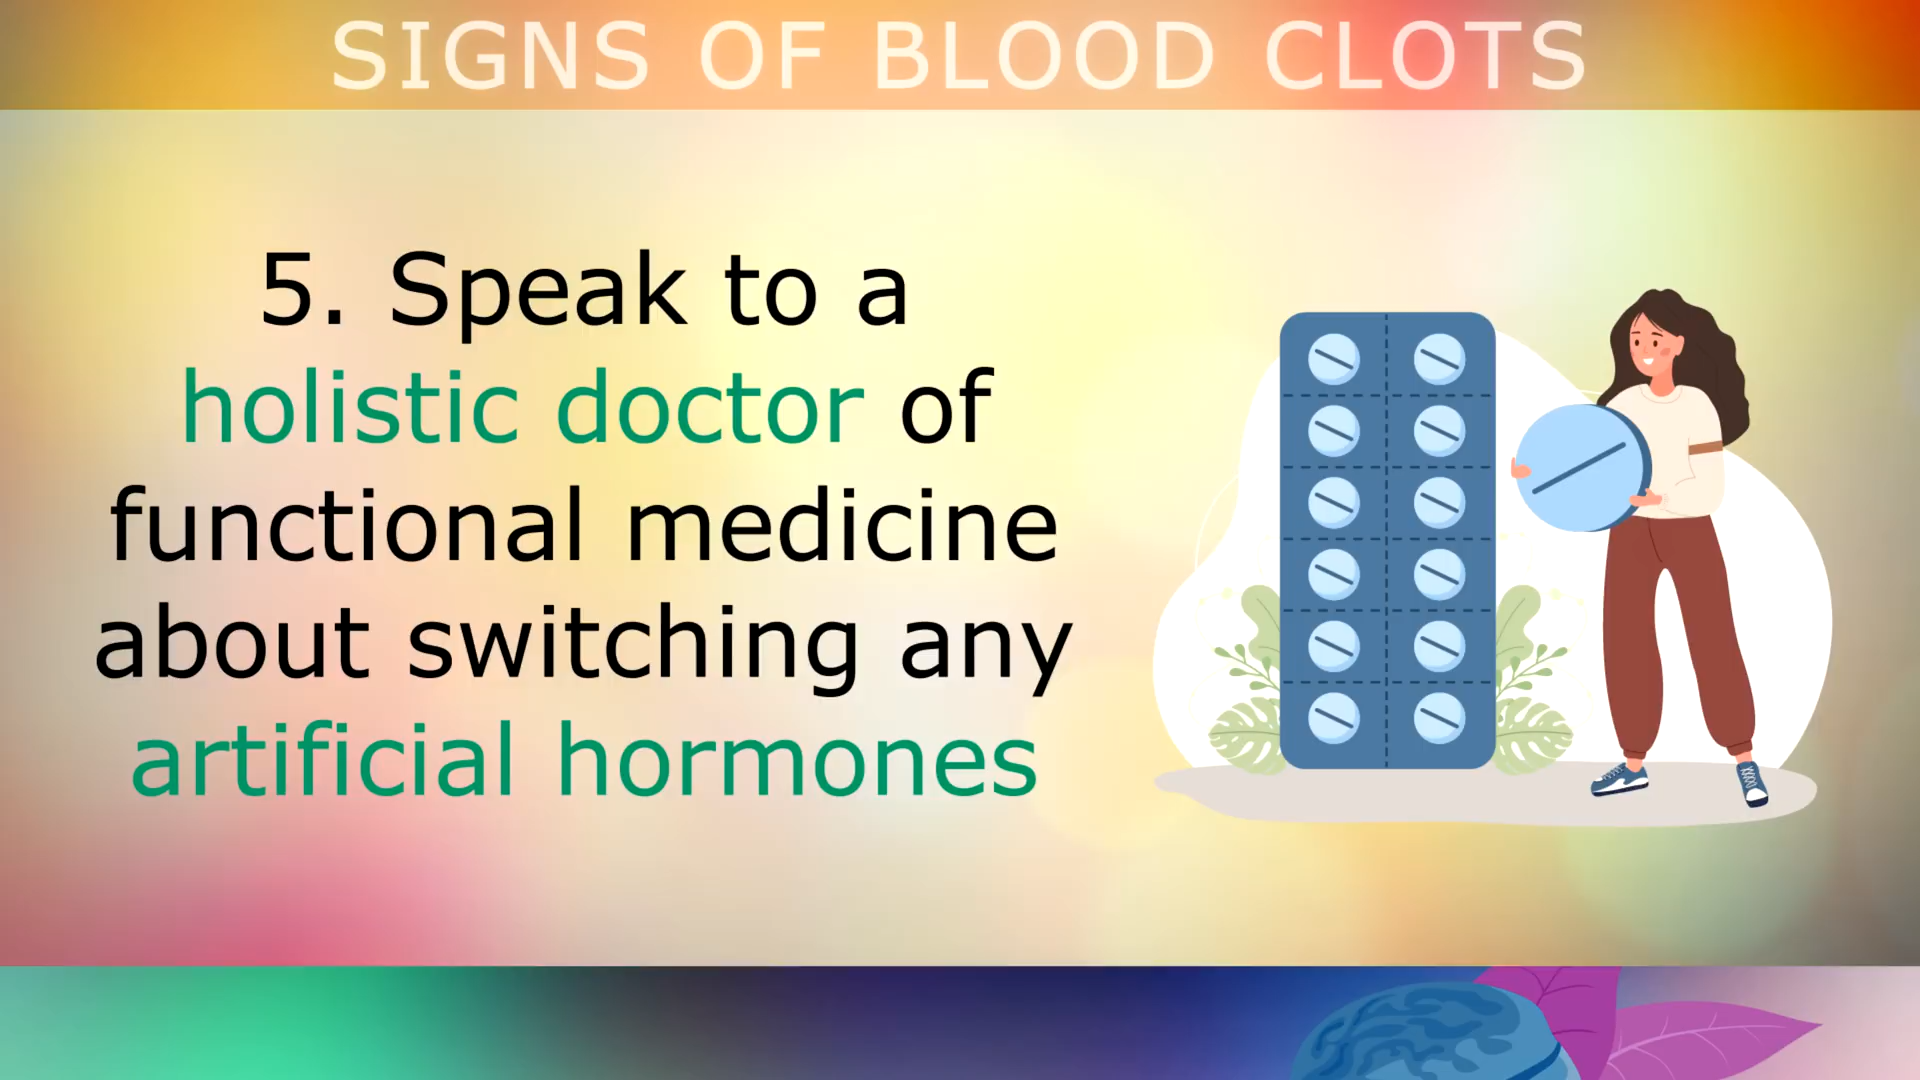 SIGNS OF BLOOD CLOTS
5. Speak to a
holistic doctor of
functional medicine
about switching any
artificial hormones